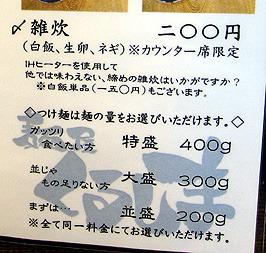 〆雑炊 二〇〇円
(白飯、生卵、ネギ)※カウンター席限定
IHヒーターを使用して
他では味わえない、締めの雑炊はいかがですか?
※白飯単品(一五〇円)もございます。
◇つけ麺は麺の量をお選びいただけます。◇
ガッツリ食べたい方 特盛 400g
並じゃもの足りない方 大盛 300g
まずは… 並盛 200g
※全て同一料金にてお選びいただけます。
麺屋